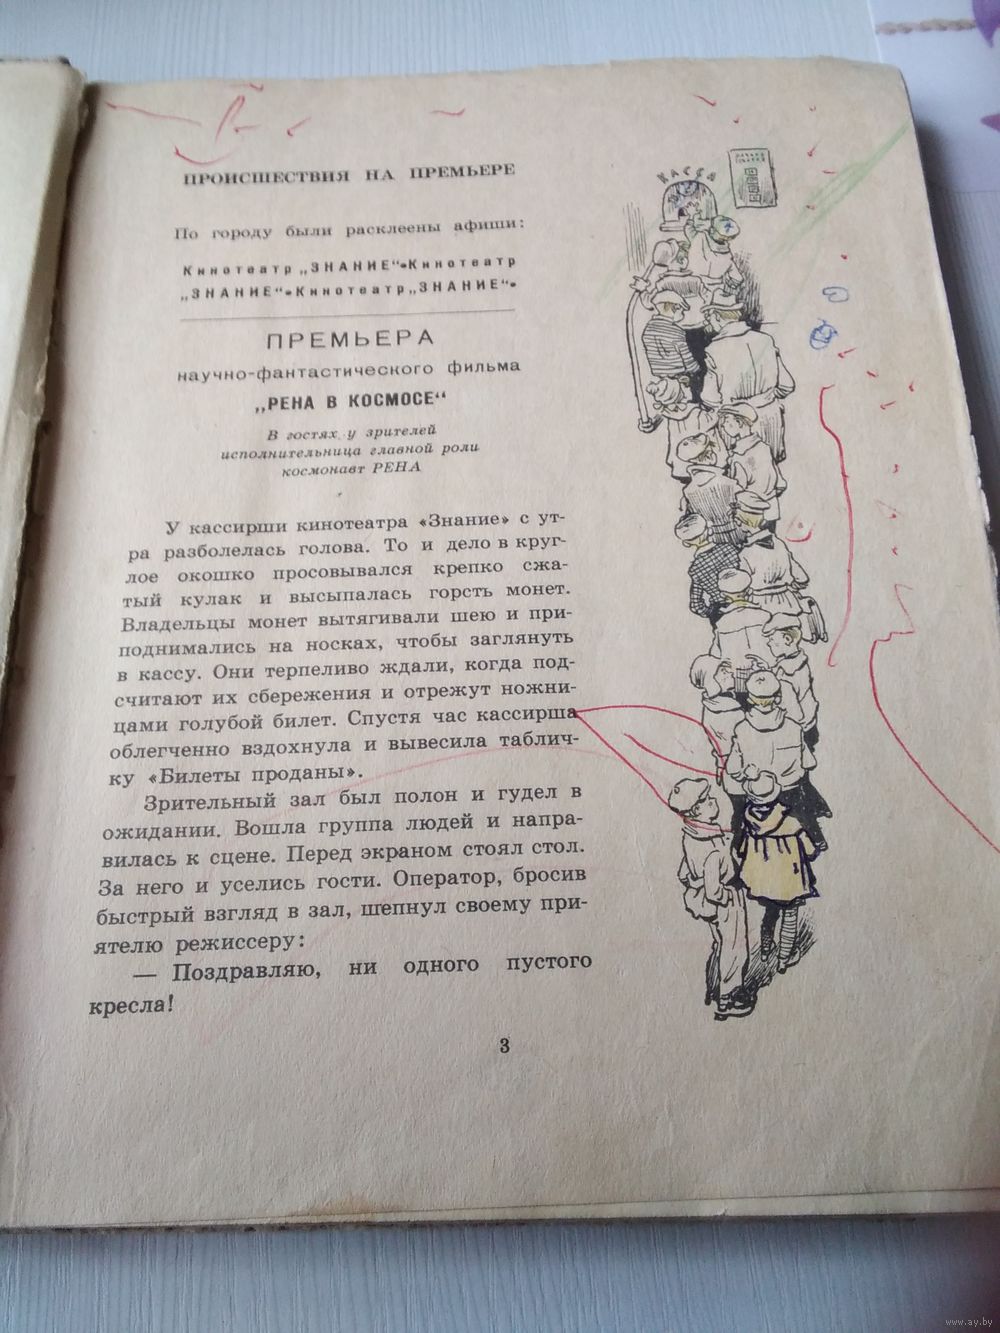 ПРОИСШЕСТВИЯ НА ПРЕМЬЕРЕ
По городу были расклеены афиши:
Кинотеатр „ЗНАНИЕ“•Кинотеатр
„ЗНАНИЕ“•Кинотеатр„ЗНАНИЕ“•
ПРЕМЬЕРА
научно-фантастического фильма
„РЕНА В КОСМОСЕ“
В гостях у зрителей
исполнительница главной роли
космонавт РЕНА
У кассирши кинотеатра «Знание» с ут-
ра разболелась голова. То и дело в круг-
лое окошко просовывался крепко сжа-
тый кулак и высыпалась горсть монет.
Владельцы монет вытягивали шею и при-
поднимались на носках, чтобы заглянуть
в кассу. Они терпеливо ждали, когда под-
считают их сбережения и отрежут ножни-
цами голубой билет. Спустя час кассирша
облегченно вздохнула и вывесила таблич-
ку «Билеты проданы».
Зрительный зал был полон и гудел в
ожидании. Вошла группа людей и напра-
вилась к сцене. Перед экраном стоял стол.
За него и уселись гости. Оператор, бросив
быстрый взгляд в зал, шепнул своему при-
ятелю режиссеру:
— Поздравляю, ни одного пустого
кресла!
3
КАССА
www.ay.by